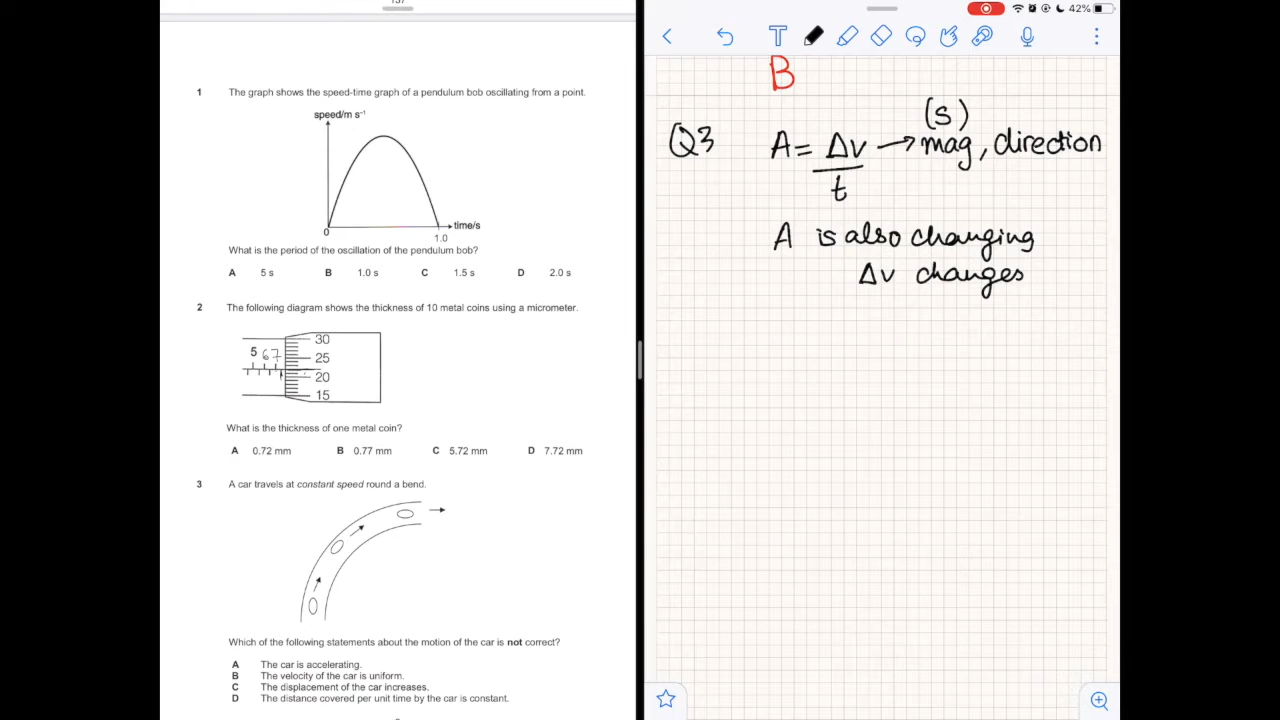 137
1 The graph shows the speed-time graph of a pendulum bob oscillating from a point.
speed/m s⁻¹
0
time/s
1.0
What is the period of the oscillation of the pendulum bob?
A 5 s B 1.0 s C 1.5 s D 2.0 s
2 The following diagram shows the thickness of 10 metal coins using a micrometer.
30
5 6 7 25
20
15
What is the thickness of one metal coin?
A 0.72 mm B 0.77 mm C 5.72 mm D 7.72 mm
3 A car travels at constant speed round a bend.
Which of the following statements about the motion of the car is not correct?
A The car is accelerating.
B The velocity of the car is uniform.
C The displacement of the car increases.
D The distance covered per unit time by the car is constant.
42%
T
B
(s)
Q3 A = Δv → mag, direction
t
A is also changing
Δv changes